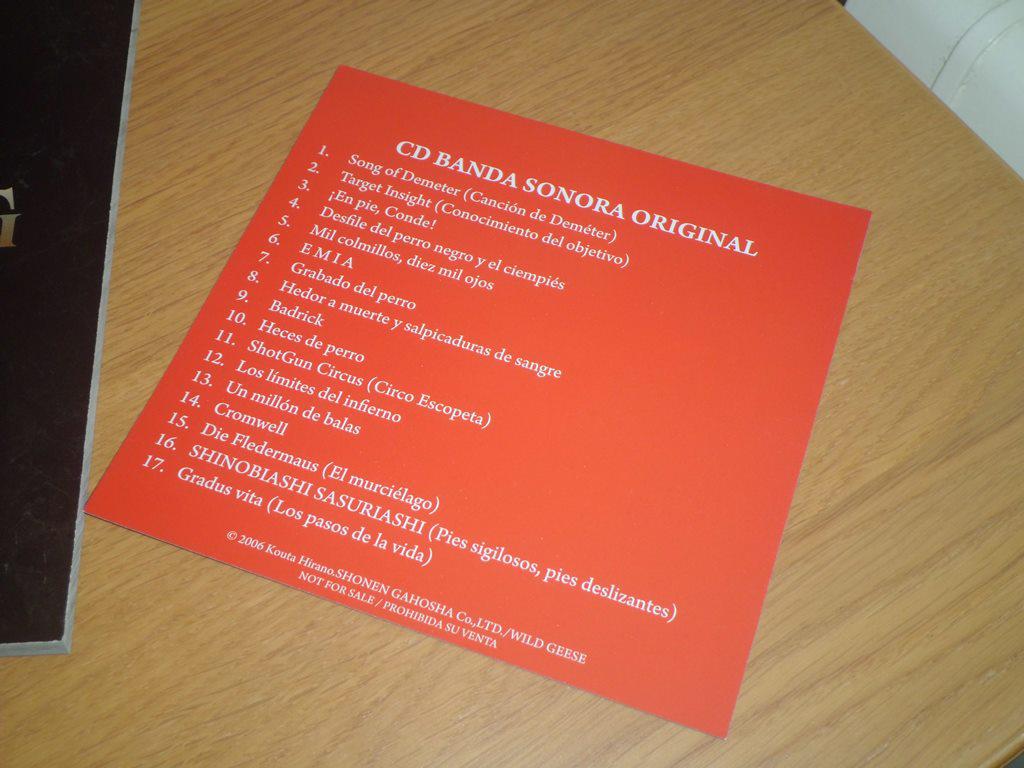 G
CD BANDA SONORA ORIGINAL
1. Song of Demeter (Canción de Deméter)
2. Target Insight (Conocimiento del objetivo)
3. ¡En pie, Conde!
4. Desfile del perro negro y el ciempiés
5. Mil colmillos, diez mil ojos
6. E M I A
7. Grabado del perro
8. Hedor a muerte y salpicaduras de sangre
9. Badrick
10. Heces de perro
11. ShotGun Circus (Circo Escopeta)
12. Los límites del infierno
13. Un millón de balas
14. Cromwell
15. Die Fledermaus (El murciélago)
16. SHINOBIASHI SASURIASHI (Pies sigilosos, pies deslizantes)
17. Gradus vita (Los pasos de la vida)
© 2006 Kouta Hirano.SHONEN GAHOSHA Co,.LTD./WILD GEESE
NOT FOR SALE / PROHIBIDA SU VENTA